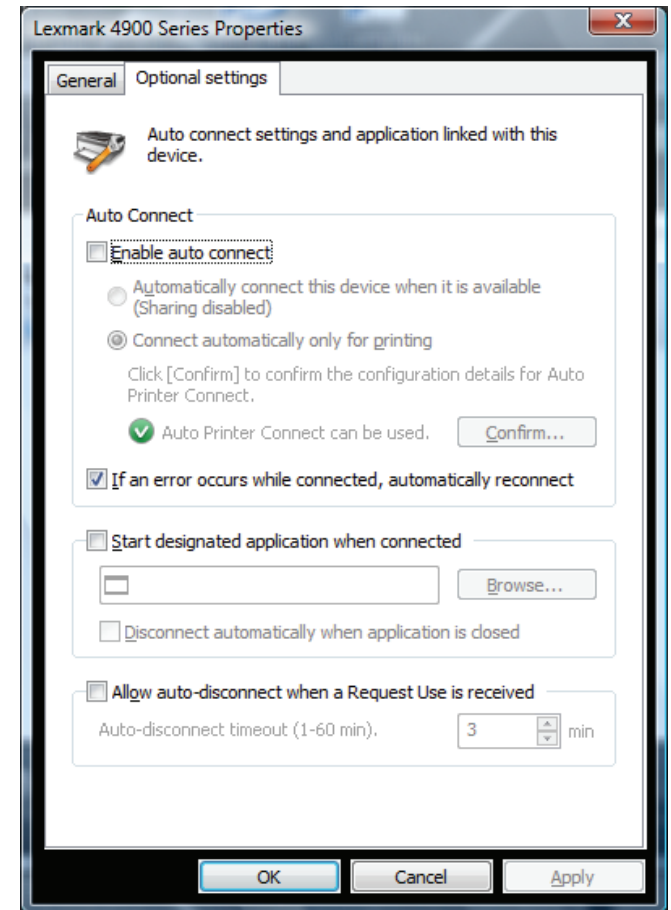 Lexmark 4900 Series Properties
X
General
Optional settings
Auto connect settings and application linked with this
device.
Auto Connect
Enable auto connect
Automatically connect this device when it is available
(Sharing disabled)
Connect automatically only for printing
Click [Confirm] to confirm the configuration details for Auto
Printer Connect.
Auto Printer Connect can be used.
Confirm...
If an error occurs while connected, automatically reconnect
Start designated application when connected
Browse...
Disconnect automatically when application is closed
Allow auto-disconnect when a Request Use is received
Auto-disconnect timeout (1-60 min).
3
min
OK
Cancel
Apply